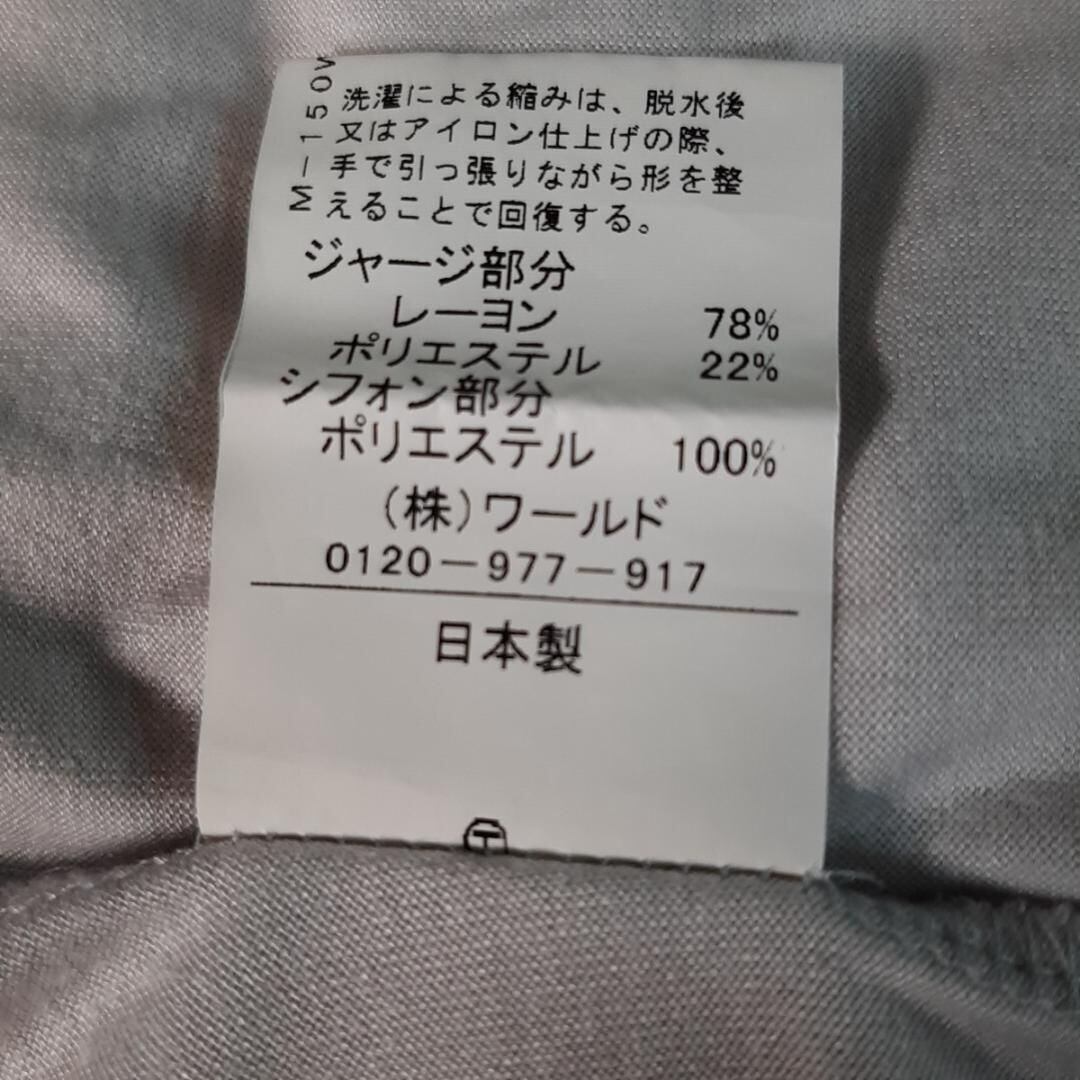 M－150W
洗濯による縮みは、脱水後
又はアイロン仕上げの際、
手で引っ張りながら形を整
えることで回復する。
ジャージ部分
レーヨン 78%
ポリエステル 22%
シフォン部分
ポリエステル 100%
(株)ワールド
0120－977－917
日本製